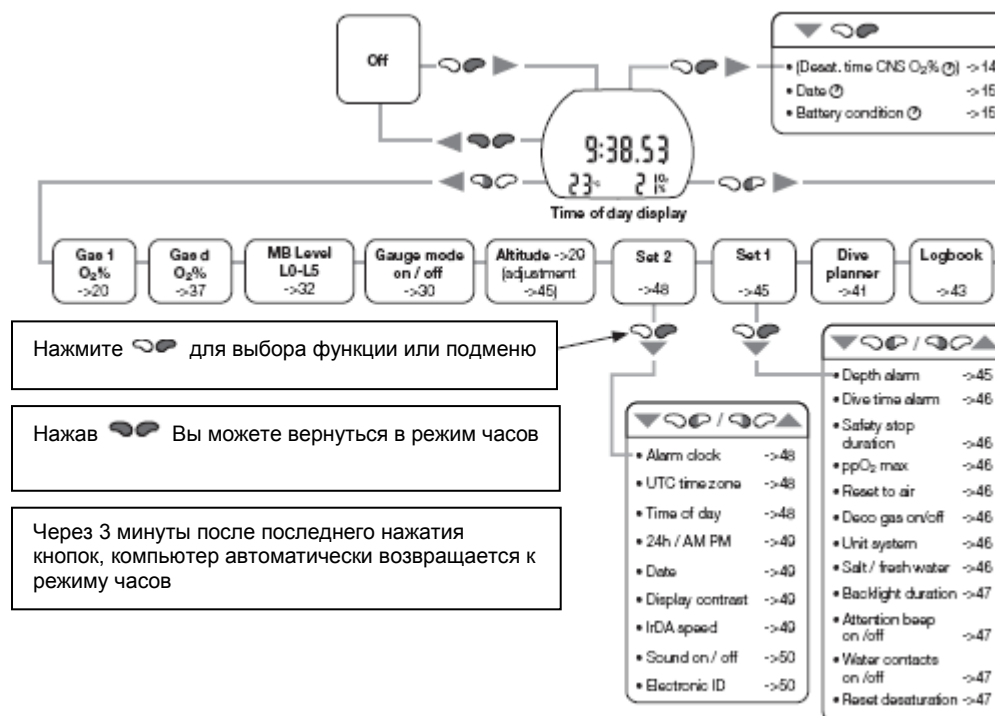 Off
• (Desat. time CNS O₂%) ->14
• Date ->15
• Battery condition ->15
9:38.53
23°C 21 O₂%
Time of day display
Gas 1
O₂%
->20
Gas d
O₂%
->37
MB Level
L0-L5
->32
Gauge mode
on / off
->30
Altitude ->29
(adjustment
->45)
Set 2
->48
Set 1
->45
Dive
planner
->41
Logbook
->43
Нажмите для выбора функции или подменю
Нажав Вы можете вернуться в режим часов
Через 3 минуты после последнего нажатия
кнопок, компьютер автоматически возвращается к
режиму часов
/
• Alarm clock ->48
• UTC time zone ->48
• Time of day ->48
• 24h / AM PM ->49
• Date ->49
• Display contrast ->49
• IrDA speed ->49
• Sound on / off ->50
• Electronic ID ->50
/
• Depth alarm ->45
• Dive time alarm ->46
• Safety stop
duration ->46
• ppO₂ max ->46
• Reset to air ->46
• Deco gas on/off ->46
• Unit system ->46
• Salt / fresh water ->46
• Backlight duration ->47
• Attention beep
on /off ->47
• Water contacts
on /off ->47
• Reset desaturation ->47